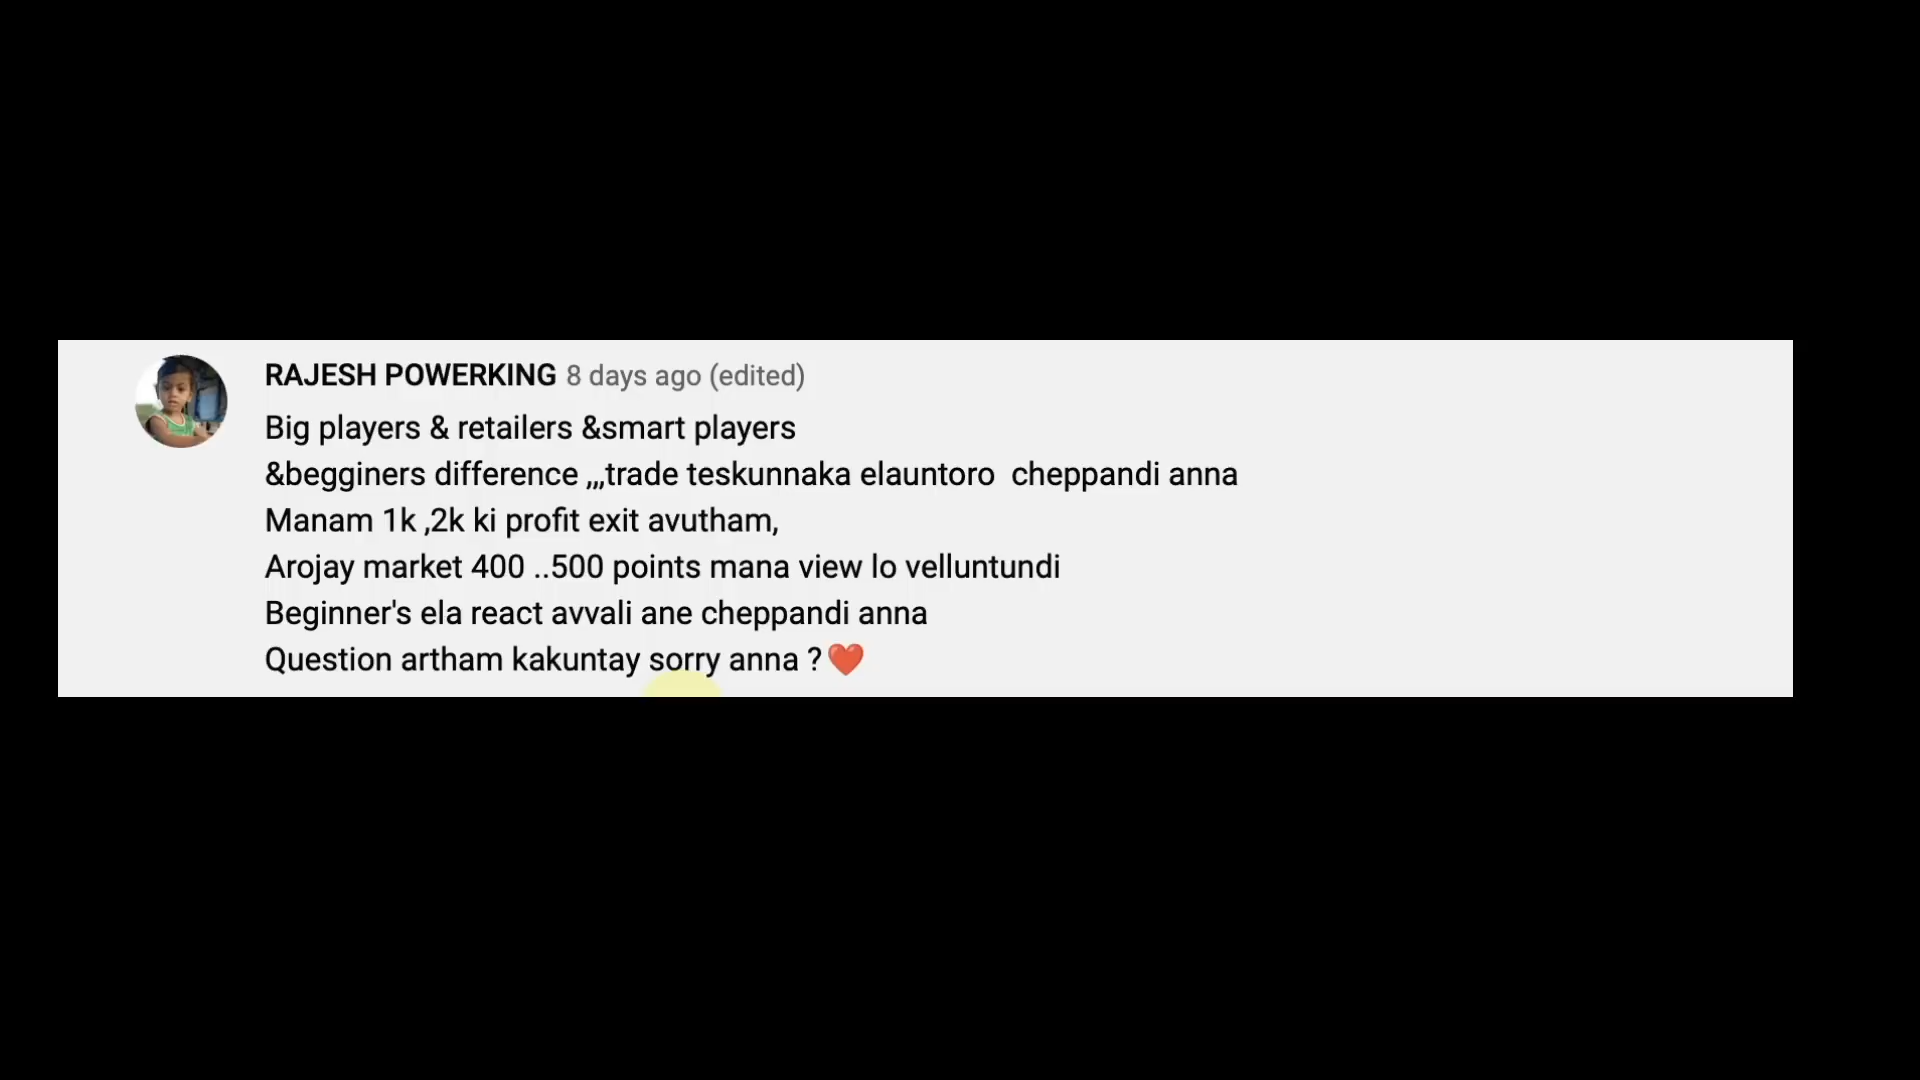 RAJESH POWERKING 8 days ago (edited)
Big players & retailers &smart players
&begginers difference ,,,trade teskunnaka elauntoro  cheppandi anna
Manam 1k ,2k ki profit exit avutham,
Arojay market 400 ..500 points mana view lo velluntundi
Beginner's ela react avvali ane cheppandi anna
Question artham kakuntay sorry anna ?❤️